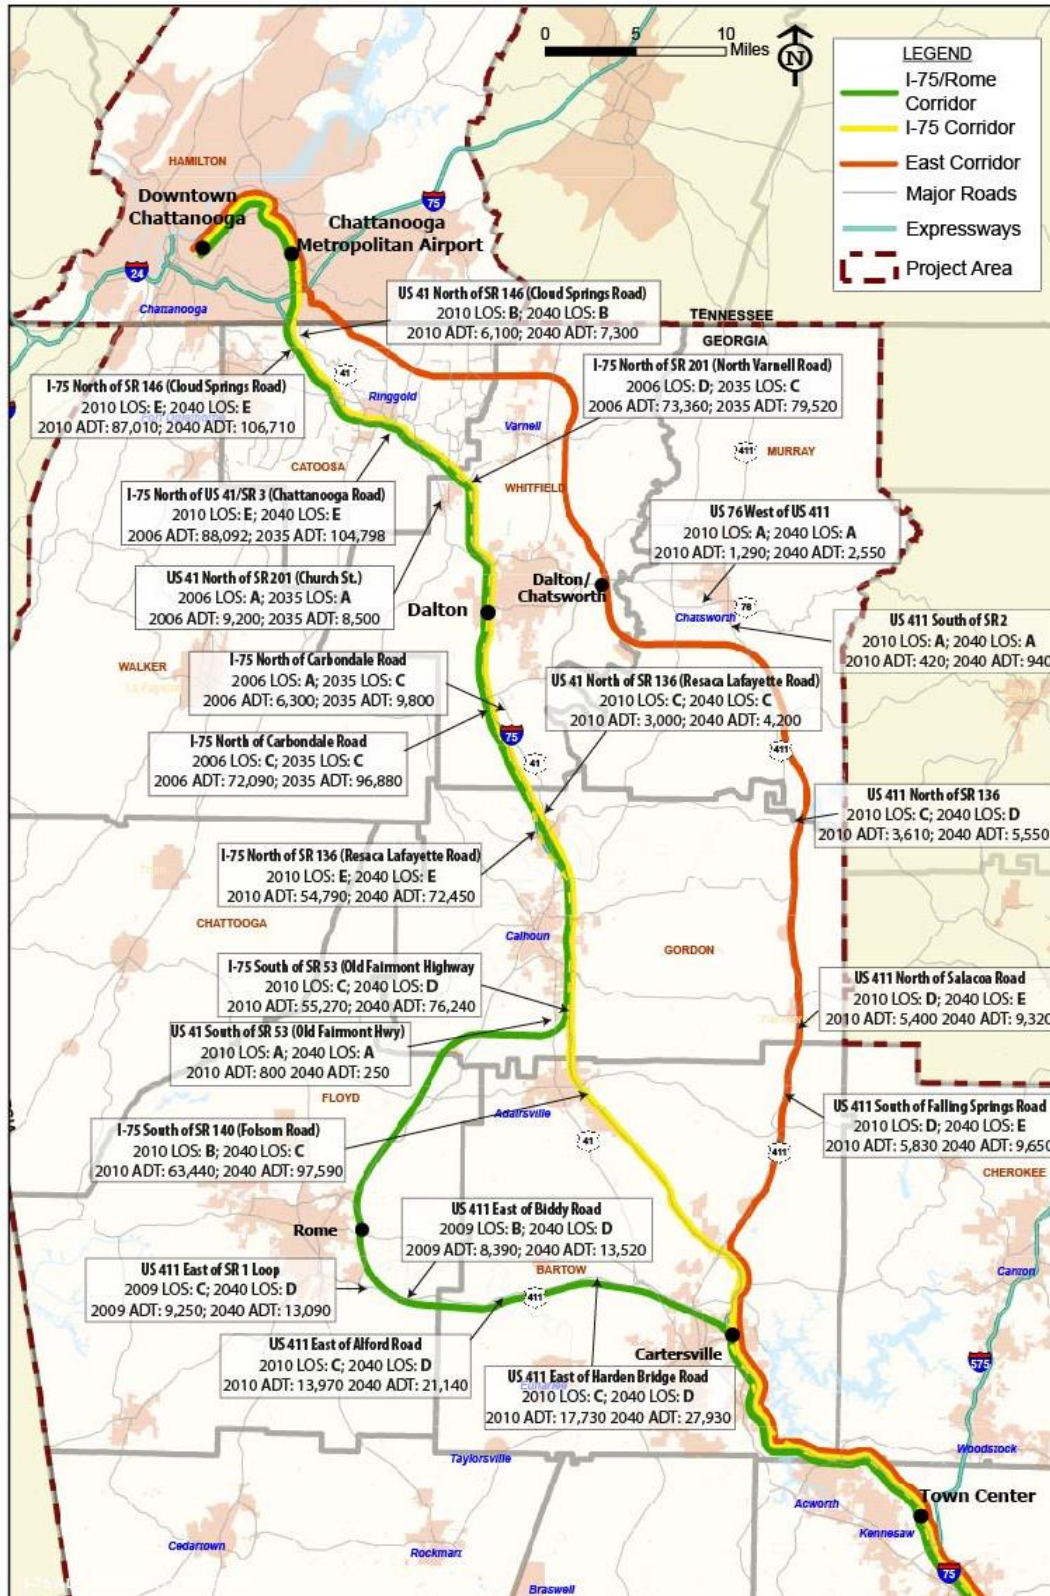 0 5 10
Miles
N
LEGEND
I-75/Rome
Corridor
I-75 Corridor
East Corridor
Major Roads
Expressways
Project Area
HAMILTON
Downtown
Chattanooga
Chattanooga
Metropolitan Airport
75
24
Chattanooga
TENNESSEE
GEORGIA
US 41 North of SR 146 (Cloud Springs Road)
2010 LOS: B; 2040 LOS: B
2010 ADT: 6,100; 2040 ADT: 7,300
I-75 North of SR 201 (North Varnell Road)
2006 LOS: D; 2035 LOS: C
2006 ADT: 73,360; 2035 ADT: 79,520
I-75 North of SR 146 (Cloud Springs Road)
2010 LOS: E; 2040 LOS: E
2010 ADT: 87,010; 2040 ADT: 106,710
41
Ringgold
Varnell
411
MURRAY
CATOOSA
WHITFIELD
I-75 North of US 41/SR 3 (Chattanooga Road)
2010 LOS: E; 2040 LOS: E
2006 ADT: 88,092; 2035 ADT: 104,798
US 76 West of US 411
2010 LOS: A; 2040 LOS: A
2010 ADT: 1,290; 2040 ADT: 2,550
US 41 North of SR 201 (Church St.)
2006 LOS: A; 2035 LOS: A
2006 ADT: 9,200; 2035 ADT: 8,500
Dalton
Dalton/
Chatsworth
Chatsworth
76
US 411 South of SR 2
2010 LOS: A; 2040 LOS: A
2010 ADT: 420; 2040 ADT: 940
WALKER
I-75 North of Carbondale Road
2006 LOS: A; 2035 LOS: C
2006 ADT: 6,300; 2035 ADT: 9,800
US 41 North of SR 136 (Resaca Lafayette Road)
2010 LOS: C; 2040 LOS: C
2010 ADT: 3,000; 2040 ADT: 4,200
I-75 North of Carbondale Road
2006 LOS: C; 2035 LOS: C
2006 ADT: 72,090; 2035 ADT: 96,880
75
41
411
US 411 North of SR 136
2010 LOS: C; 2040 LOS: D
2010 ADT: 3,610; 2040 ADT: 5,550
I-75 North of SR 136 (Resaca Lafayette Road)
2010 LOS: E; 2040 LOS: E
2010 ADT: 54,790; 2040 ADT: 72,450
CHATTOOGA
Calhoun
GORDON
I-75 South of SR 53 (Old Fairmont Highway
2010 LOS: C; 2040 LOS: D
2010 ADT: 55,270; 2040 ADT: 76,240
US 411 North of Salacoa Road
2010 LOS: D; 2040 LOS: E
2010 ADT: 5,400 2040 ADT: 9,320
US 41 South of SR 53 (Old Fairmont Hwy)
2010 LOS: A; 2040 LOS: A
2010 ADT: 800 2040 ADT: 250
FLOYD
Adairsville
US 411 South of Falling Springs Road
2010 LOS: D; 2040 LOS: E
2010 ADT: 5,830 2040 ADT: 9,650
I-75 South of SR 140 (Folsom Road)
2010 LOS: B; 2040 LOS: C
2010 ADT: 63,440; 2040 ADT: 97,590
41
411
CHEROKEE
Rome
US 411 East of Biddy Road
2009 LOS: B; 2040 LOS: D
2009 ADT: 8,390; 2040 ADT: 13,520
BARTOW
US 411 East of SR 1 Loop
2009 LOS: C; 2040 LOS: D
2009 ADT: 9,250; 2040 ADT: 13,090
411
Canton
US 411 East of Alford Road
2010 LOS: C; 2040 LOS: D
2010 ADT: 13,970 2040 ADT: 21,140
Cartersville
575
US 411 East of Harden Bridge Road
2010 LOS: C; 2040 LOS: D
2010 ADT: 17,730 2040 ADT: 27,930
Taylorsville
Woodstock
Town Center
Acworth
Kennesaw
Cedartown
Rockmart
75
Braswell